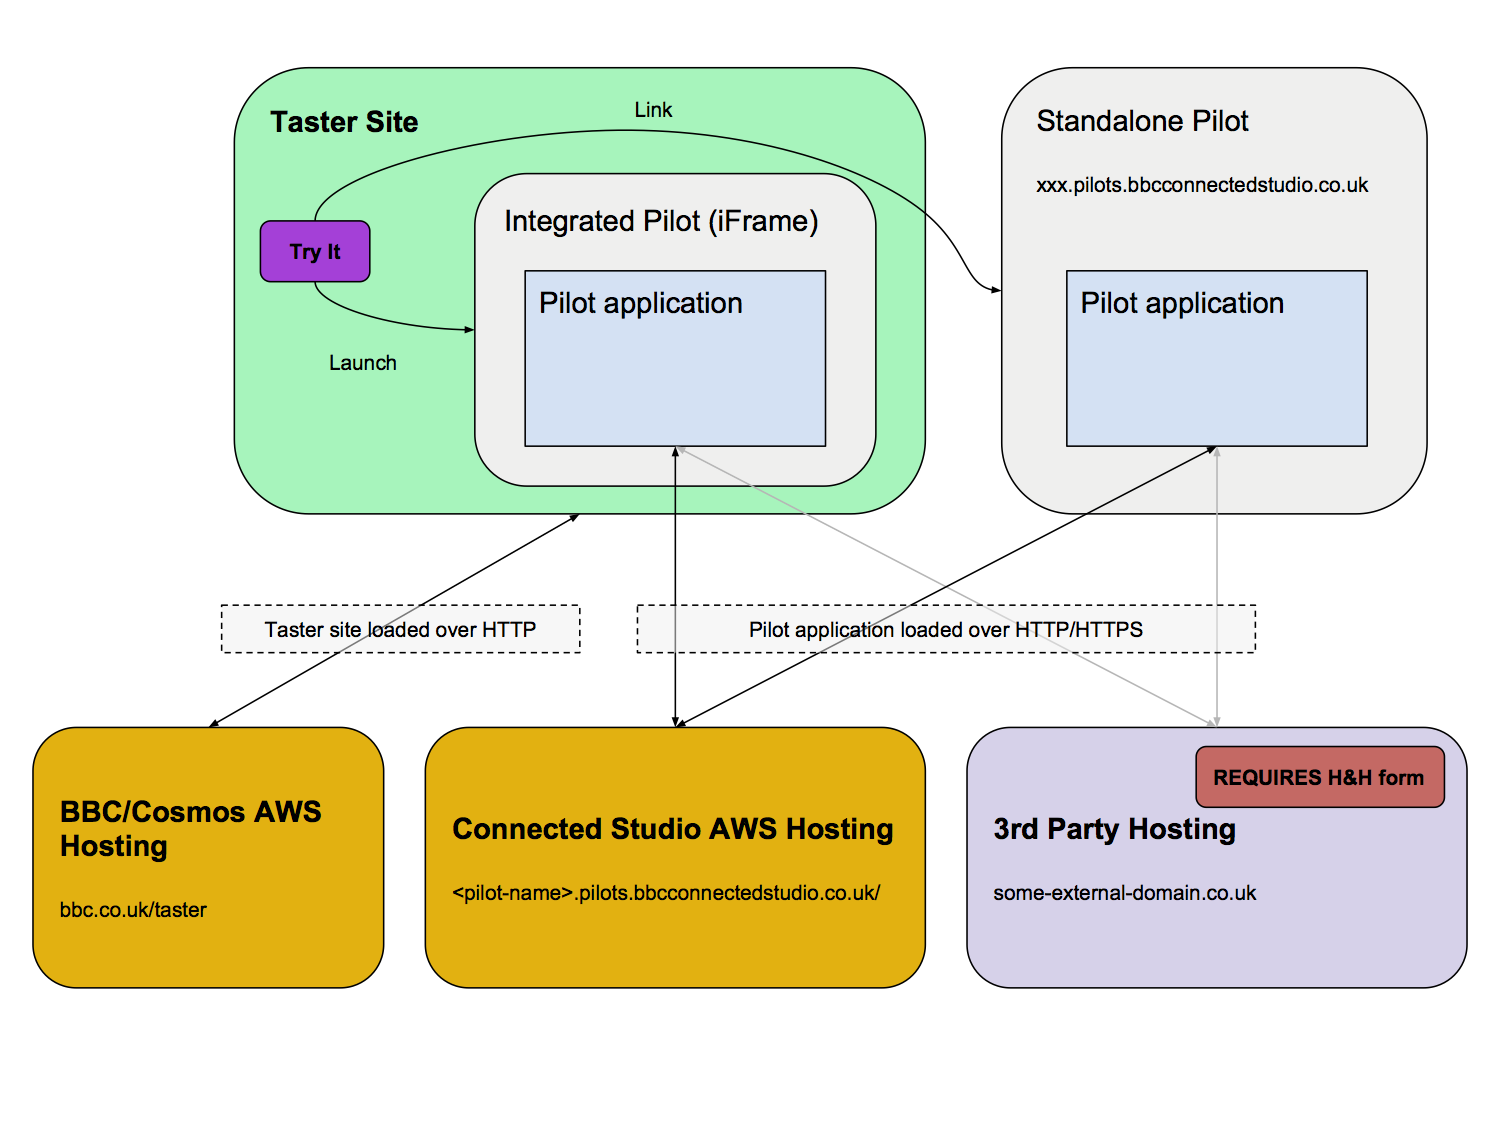 Taster Site
Link
Try It
Launch
Integrated Pilot (iFrame)
Pilot application
Standalone Pilot
xxx.pilots.bbcconnectedstudio.co.uk
Pilot application
Taster site loaded over HTTP
Pilot application loaded over HTTP/HTTPS
BBC/Cosmos AWS
Hosting
bbc.co.uk/taster
Connected Studio AWS Hosting
<pilot-name>.pilots.bbcconnectedstudio.co.uk/
REQUIRES H&H form
3rd Party Hosting
some-external-domain.co.uk